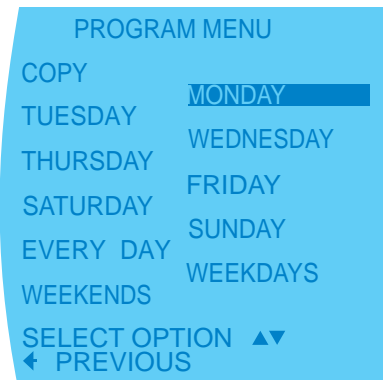 PROGRAM MENU
COPY
MONDAY
TUESDAY
WEDNESDAY
THURSDAY
FRIDAY
SATURDAY
SUNDAY
EVERY DAY
WEEKDAYS
WEEKENDS
SELECT OPTION ▲▼
🡸 PREVIOUS